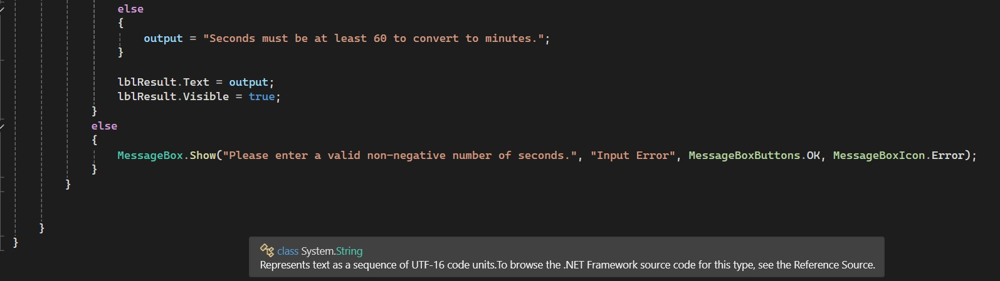 else
{
output = "Seconds must be at least 60 to convert to minutes.";
}
lblResult.Text = output;
lblResult.Visible = true;
}
else
{
MessageBox.Show("Please enter a valid non-negative number of seconds.", "Input Error", MessageBoxButtons.OK, MessageBoxIcon.Error);
}
}
}
}
class System.String
Represents text as a sequence of UTF-16 code units.To browse the .NET Framework source code for this type, see the Reference Source.